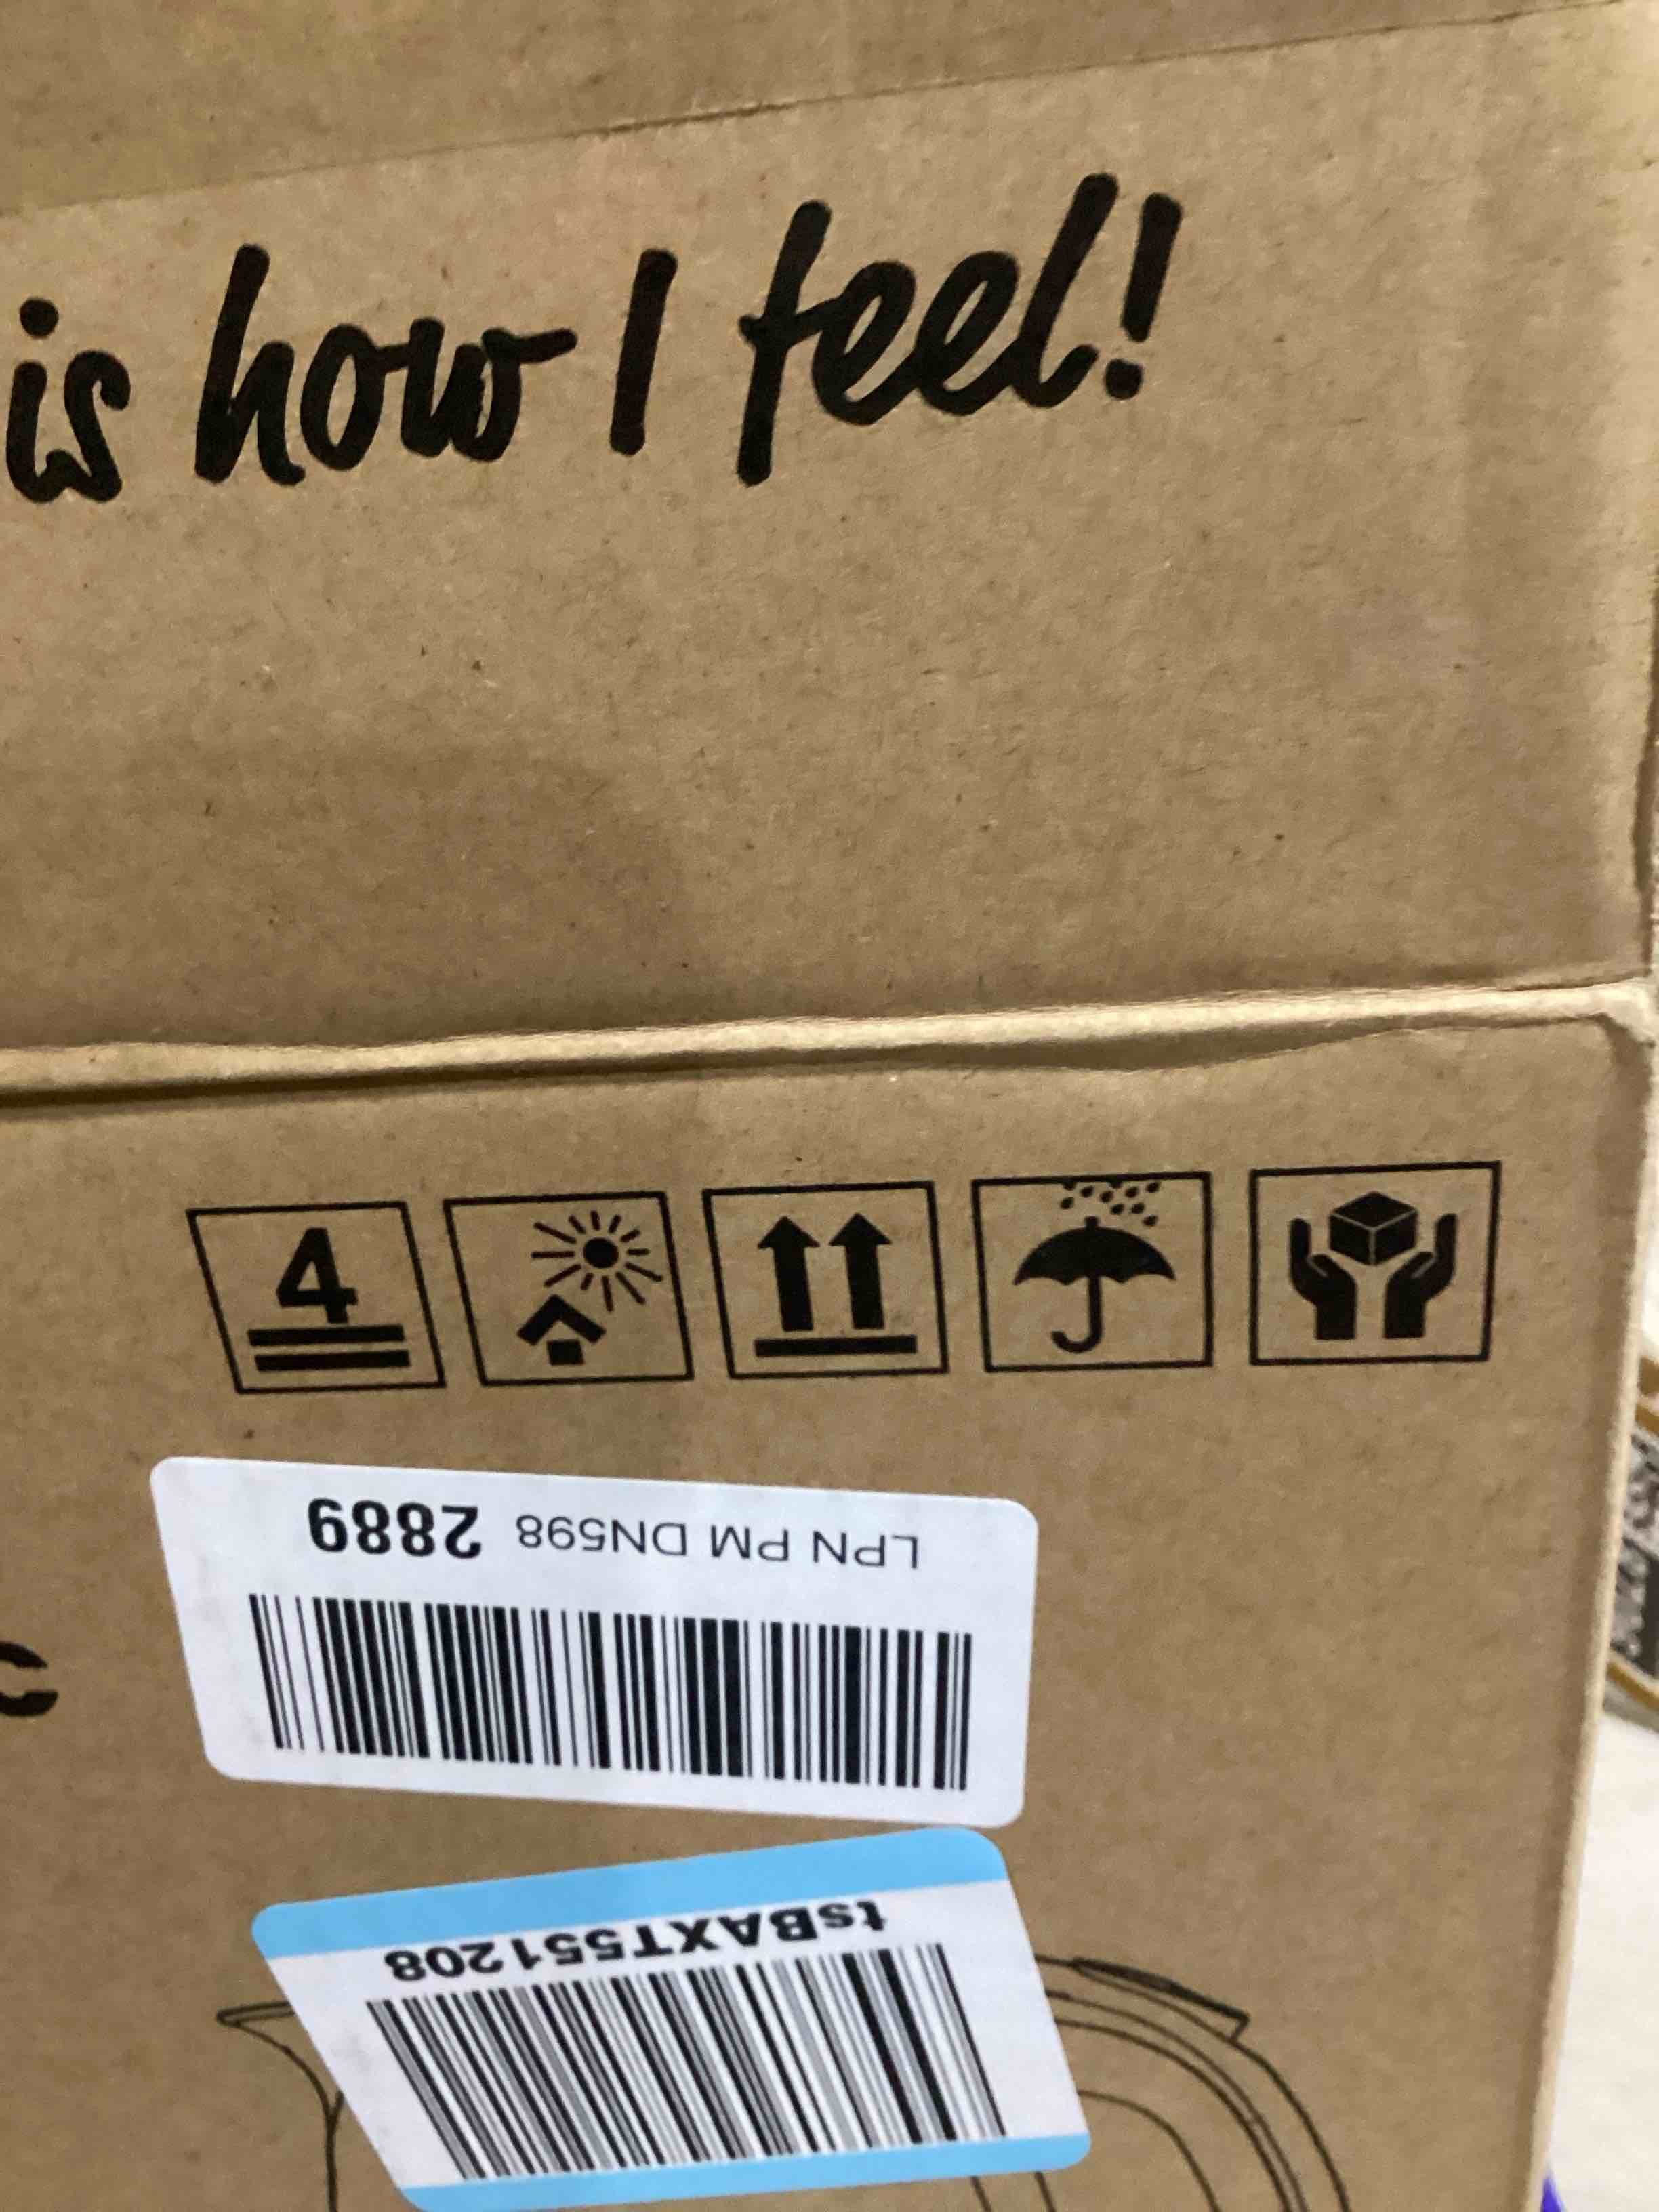 is how I feel!
4
LPN PM DN598 2889
tsBAXT551208